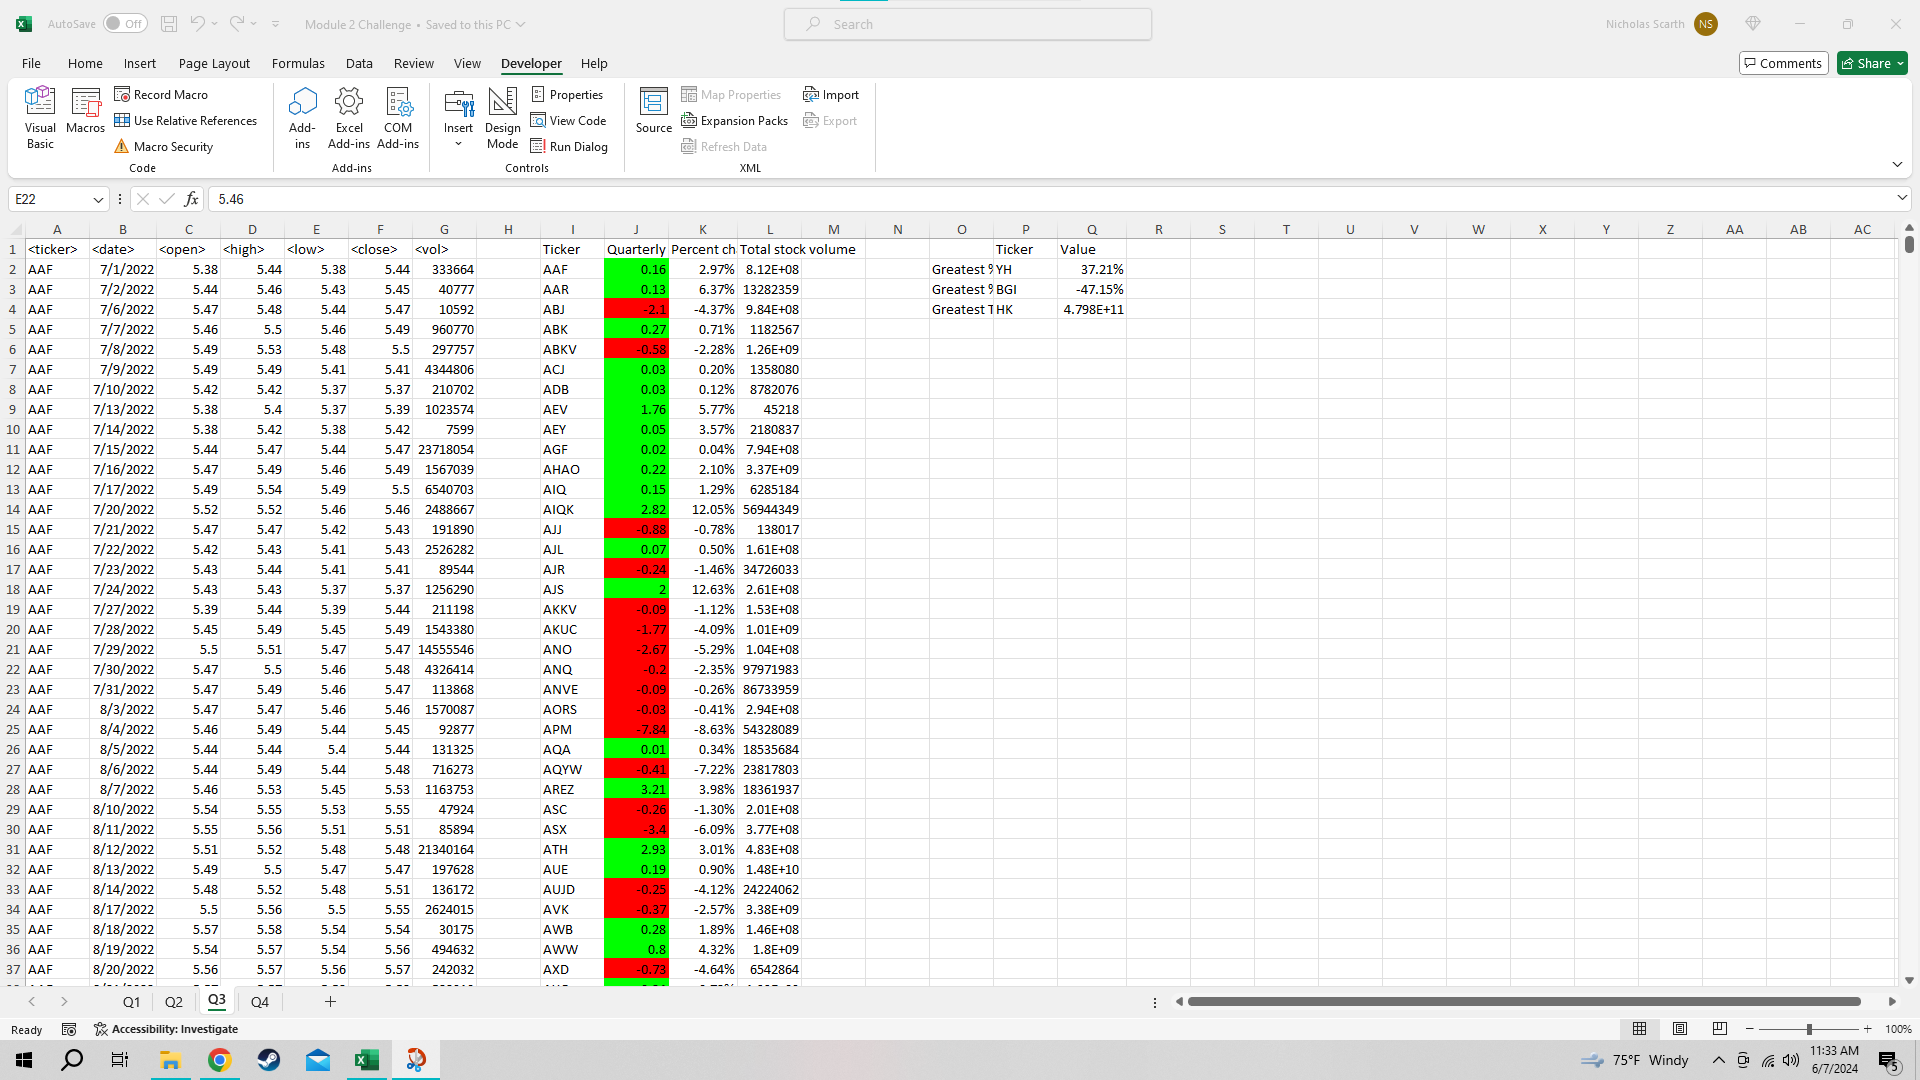 AutoSave Off Module 2 Challenge • Saved to this PC Search Nicholas Scarth NS
File Home Insert Page Layout Formulas Data Review View Developer Help Comments Share
Visual Basic Macros Record Macro Use Relative References Macro Security Code
Add-ins Excel Add-ins COM Add-ins Add-ins
Insert Design Mode Properties View Code Run Dialog Controls
Source Map Properties Expansion Packs Refresh Data Import Export XML
E22 fx 5.46
A B C D E F G H I J K L M N O P Q R S T U V W X Y Z AA AB AC
1 <ticker> <date> <open> <high> <low> <close> <vol> Ticker Quarterly Percent ch Total stock volume Ticker Value
2 AAF 7/1/2022 5.38 5.44 5.38 5.44 333664 AAF 0.16 2.97% 8.12E+08 Greatest % YH 37.21%
3 AAF 7/2/2022 5.44 5.46 5.43 5.45 40777 AAR 0.13 6.37% 13282359 Greatest % BGI -47.15%
4 AAF 7/6/2022 5.47 5.48 5.44 5.47 10592 ABJ -2.1 -4.37% 9.84E+08 Greatest T HK 4.798E+11
5 AAF 7/7/2022 5.46 5.5 5.46 5.49 960770 ABK 0.27 0.71% 1182567
6 AAF 7/8/2022 5.49 5.53 5.48 5.5 297757 ABKV -0.58 -2.28% 1.26E+09
7 AAF 7/9/2022 5.49 5.49 5.41 5.41 4344806 ACJ 0.03 0.20% 1358080
8 AAF 7/10/2022 5.42 5.42 5.37 5.37 210702 ADB 0.03 0.12% 8782076
9 AAF 7/13/2022 5.38 5.4 5.37 5.39 1023574 AEV 1.76 5.77% 45218
10 AAF 7/14/2022 5.38 5.42 5.38 5.42 7599 AEY 0.05 3.57% 2180837
11 AAF 7/15/2022 5.44 5.47 5.44 5.47 23718054 AGF 0.02 0.04% 7.94E+08
12 AAF 7/16/2022 5.47 5.49 5.46 5.49 1567039 AHAO 0.22 2.10% 3.37E+09
13 AAF 7/17/2022 5.49 5.54 5.49 5.5 6540703 AIQ 0.15 1.29% 6285184
14 AAF 7/20/2022 5.52 5.52 5.46 5.46 2488667 AIQK 2.82 12.05% 56944349
15 AAF 7/21/2022 5.47 5.47 5.42 5.43 191890 AJJ -0.88 -0.78% 138017
16 AAF 7/22/2022 5.42 5.43 5.41 5.43 2526282 AJL 0.07 0.50% 1.61E+08
17 AAF 7/23/2022 5.43 5.44 5.41 5.41 89544 AJR -0.24 -1.46% 34726033
18 AAF 7/24/2022 5.43 5.43 5.37 5.37 1256290 AJS 2 12.63% 2.61E+08
19 AAF 7/27/2022 5.39 5.44 5.39 5.44 211198 AKKV -0.09 -1.12% 1.53E+08
20 AAF 7/28/2022 5.45 5.49 5.45 5.49 1543380 AKUC -1.77 -4.09% 1.01E+09
21 AAF 7/29/2022 5.5 5.51 5.47 5.47 14555546 ANO -2.67 -5.29% 1.04E+08
22 AAF 7/30/2022 5.47 5.5 5.46 5.48 4326414 ANQ -0.2 -2.35% 97971983
23 AAF 7/31/2022 5.47 5.49 5.46 5.47 113868 ANVE -0.09 -0.26% 86733959
24 AAF 8/3/2022 5.47 5.47 5.46 5.46 1570087 AORS -0.03 -0.41% 2.94E+08
25 AAF 8/4/2022 5.46 5.49 5.44 5.45 92877 APM -7.84 -8.63% 54328089
26 AAF 8/5/2022 5.44 5.44 5.4 5.44 131325 AQA 0.01 0.34% 18535684
27 AAF 8/6/2022 5.44 5.49 5.44 5.48 716273 AQYW -0.41 -7.22% 23817803
28 AAF 8/7/2022 5.46 5.53 5.45 5.53 1163753 AREZ 3.21 3.98% 18361937
29 AAF 8/10/2022 5.54 5.55 5.53 5.55 47924 ASC -0.26 -1.30% 2.01E+08
30 AAF 8/11/2022 5.55 5.56 5.51 5.51 85894 ASX -3.4 -6.09% 3.77E+08
31 AAF 8/12/2022 5.51 5.52 5.48 5.48 21340164 ATH 2.93 3.01% 4.83E+08
32 AAF 8/13/2022 5.49 5.5 5.47 5.47 197628 AUE 0.19 0.90% 1.48E+10
33 AAF 8/14/2022 5.48 5.52 5.48 5.51 136172 AUJD -0.25 -4.12% 24224062
34 AAF 8/17/2022 5.5 5.56 5.5 5.55 2624015 AVK -0.37 -2.57% 3.38E+09
35 AAF 8/18/2022 5.57 5.58 5.54 5.54 30175 AWB 0.28 1.89% 1.46E+08
36 AAF 8/19/2022 5.54 5.57 5.54 5.56 494632 AWW 0.8 4.32% 1.8E+09
37 AAF 8/20/2022 5.56 5.57 5.56 5.57 242032 AXD -0.73 -4.64% 6542864
Q1 Q2 Q3 Q4
Ready Accessibility: Investigate 100%
75°F Windy 11:33 AM
6/7/2024 5